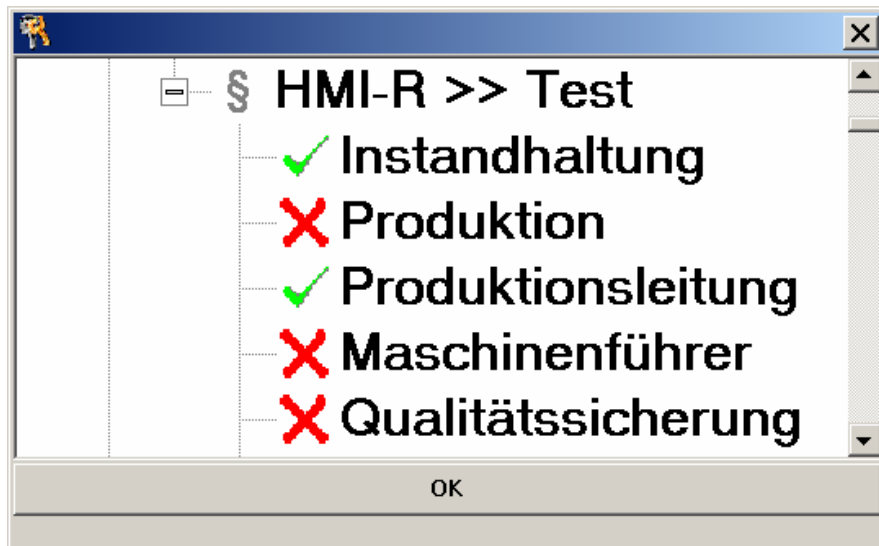 § HMI-R >> Test
Instandhaltung
Produktion
Produktionsleitung
Maschinenführer
Qualitätssicherung
OK